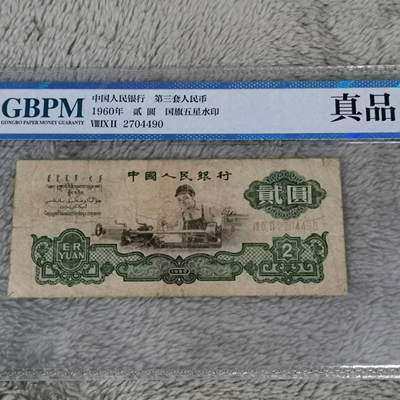 GBPM
GONGBO PAPER MONEY GUARANTY
中国人民银行 第三套人民币
1960年 贰圆 国旗五星水印
VIII IX II-2704490
真品
中國人民銀行
貳圓
ER
YUAN
2
1960